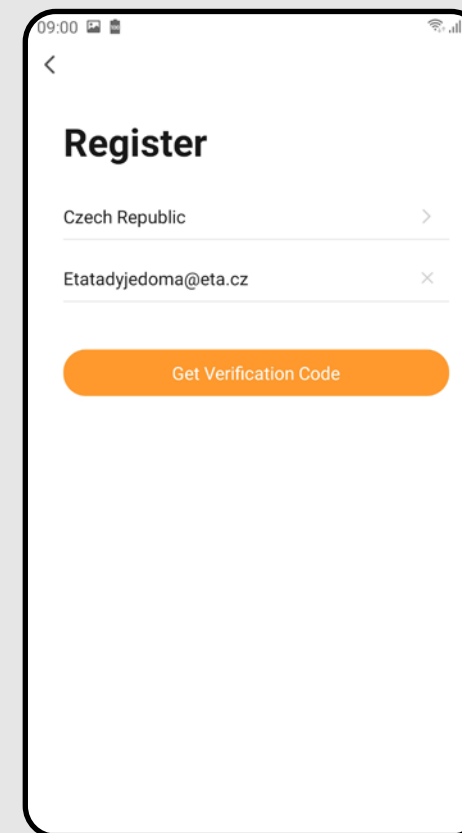 09:00
Register
Czech Republic
Etatadyjedoma@eta.cz
Get Verification Code